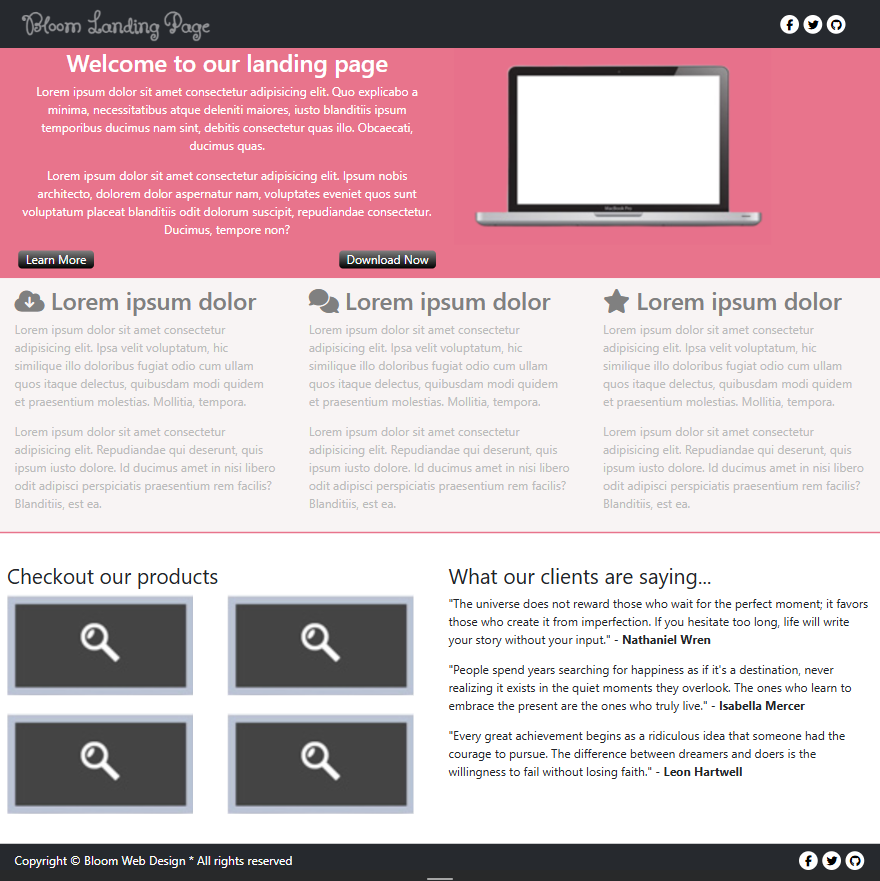 Bloom Landing Page
Welcome to our landing page
Lorem ipsum dolor sit amet consectetur adipisicing elit. Quo explicabo a
minima, necessitatibus atque deleniti maiores, iusto blanditiis ipsum
temporibus ducimus nam sint, debitis consectetur quas illo. Obcaecati,
ducimus quas.
Lorem ipsum dolor sit amet consectetur adipisicing elit. Ipsum nobis
architecto, dolorem dolor aspernatur nam, voluptates eveniet quos sunt
voluptatum placeat blanditiis odit dolorum suscipit, repudiandae consectetur.
Ducimus, tempore non?
Learn More
Download Now
MacBook Pro
Lorem ipsum dolor
Lorem ipsum dolor sit amet consectetur
adipisicing elit. Ipsa velit voluptatum, hic
similique illo doloribus fugiat odio cum ullam
quos itaque delectus, quibusdam modi quidem
et praesentium molestias. Mollitia, tempora.
Lorem ipsum dolor sit amet consectetur
adipisicing elit. Repudiandae qui deserunt, quis
ipsum iusto dolore. Id ducimus amet in nisi libero
odit adipisci perspiciatis praesentium rem facilis?
Blanditiis, est ea.
Lorem ipsum dolor
Lorem ipsum dolor sit amet consectetur
adipisicing elit. Ipsa velit voluptatum, hic
similique illo doloribus fugiat odio cum ullam
quos itaque delectus, quibusdam modi quidem
et praesentium molestias. Mollitia, tempora.
Lorem ipsum dolor sit amet consectetur
adipisicing elit. Repudiandae qui deserunt, quis
ipsum iusto dolore. Id ducimus amet in nisi libero
odit adipisci perspiciatis praesentium rem facilis?
Blanditiis, est ea.
Lorem ipsum dolor
Lorem ipsum dolor sit amet consectetur
adipisicing elit. Ipsa velit voluptatum, hic
similique illo doloribus fugiat odio cum ullam
quos itaque delectus, quibusdam modi quidem
et praesentium molestias. Mollitia, tempora.
Lorem ipsum dolor sit amet consectetur
adipisicing elit. Repudiandae qui deserunt, quis
ipsum iusto dolore. Id ducimus amet in nisi libero
odit adipisci perspiciatis praesentium rem facilis?
Blanditiis, est ea.
Checkout our products
What our clients are saying...
"The universe does not reward those who wait for the perfect moment; it favors
those who create it from imperfection. If you hesitate too long, life will write
your story without your input." - Nathaniel Wren
"People spend years searching for happiness as if it's a destination, never
realizing it exists in the quiet moments they overlook. The ones who learn to
embrace the present are the ones who truly live." - Isabella Mercer
"Every great achievement begins as a ridiculous idea that someone had the
courage to pursue. The difference between dreamers and doers is the
willingness to fail without losing faith." - Leon Hartwell
Copyright © Bloom Web Design * All rights reserved